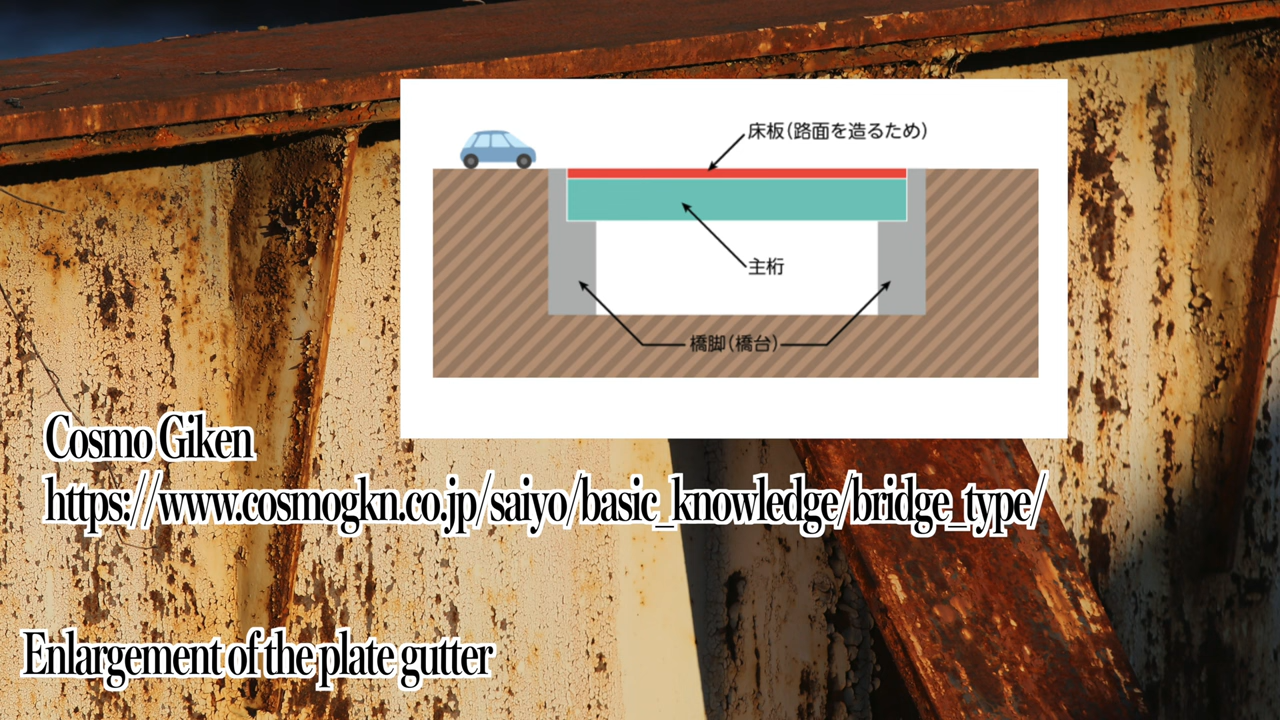 床板(路面を造るため)
主桁
橋脚(橋台)
Cosmo Giken
https://www.cosmogkn.co.jp/saiyo/basic_knowledge/bridge_type/
Enlargement of the plate gutter